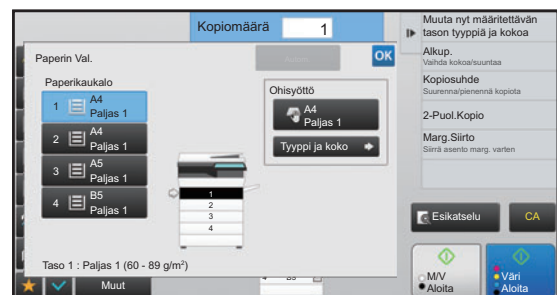 Kopiomäärä 1
Paperin Val.
OK
Paperikaukalo
1 A4
Paljas 1
2 A4
Paljas 1
3 A5
Paljas 1
4 B5
Paljas 1
1
2
3
4
Ohisyöttö
A4
Paljas 1
Tyyppi ja koko
Taso 1 : Paljas 1 (60 - 89 g/m²)
Muut
Muuta nyt määritettävän
tason tyyppiä ja kokoa
Alkup.
Vaihda kokoa/suuntaa
Kopiosuhde
Suurenna/pienennä kopiota
2-Puol.Kopio
Marg.Siirto
Siirrä asento marg. varten
Esikatselu
CA
M/V
Aloita
Väri
Aloita